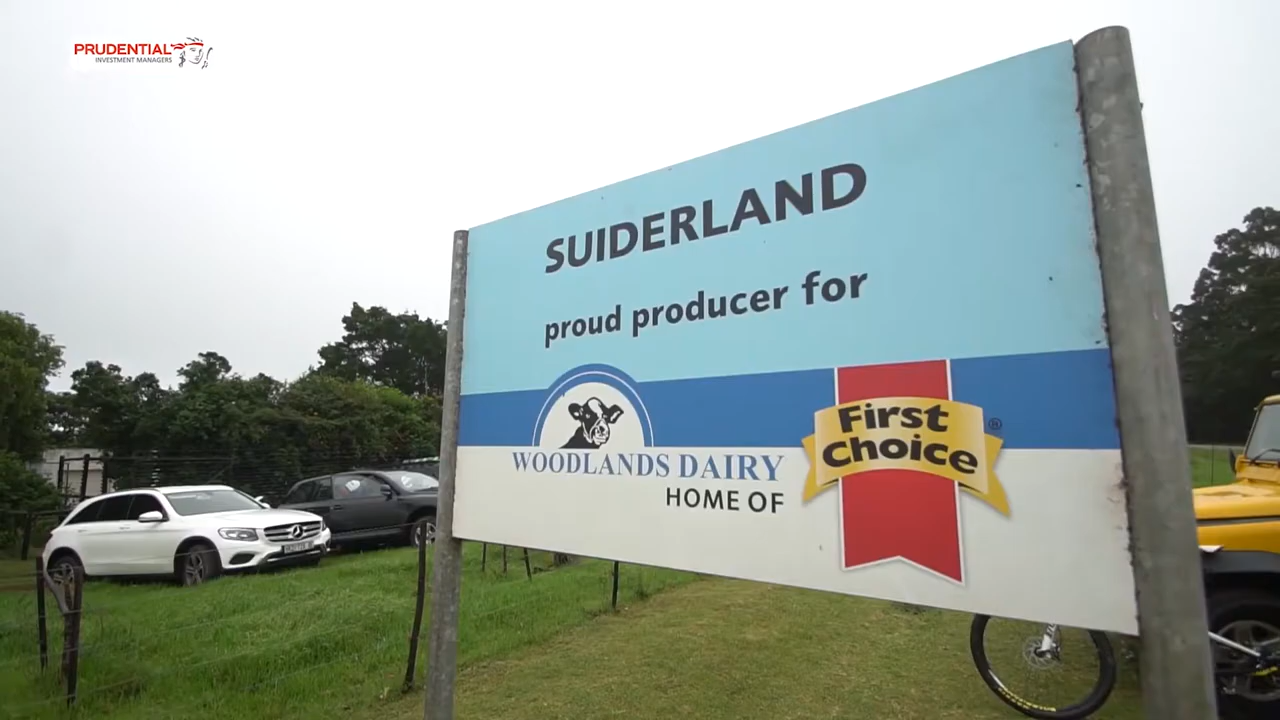 PRUDENTIAL
INVESTMENT MANAGERS
SUIDERLAND
proud producer for
First
Choice
®
WOODLANDS DAIRY
HOME OF